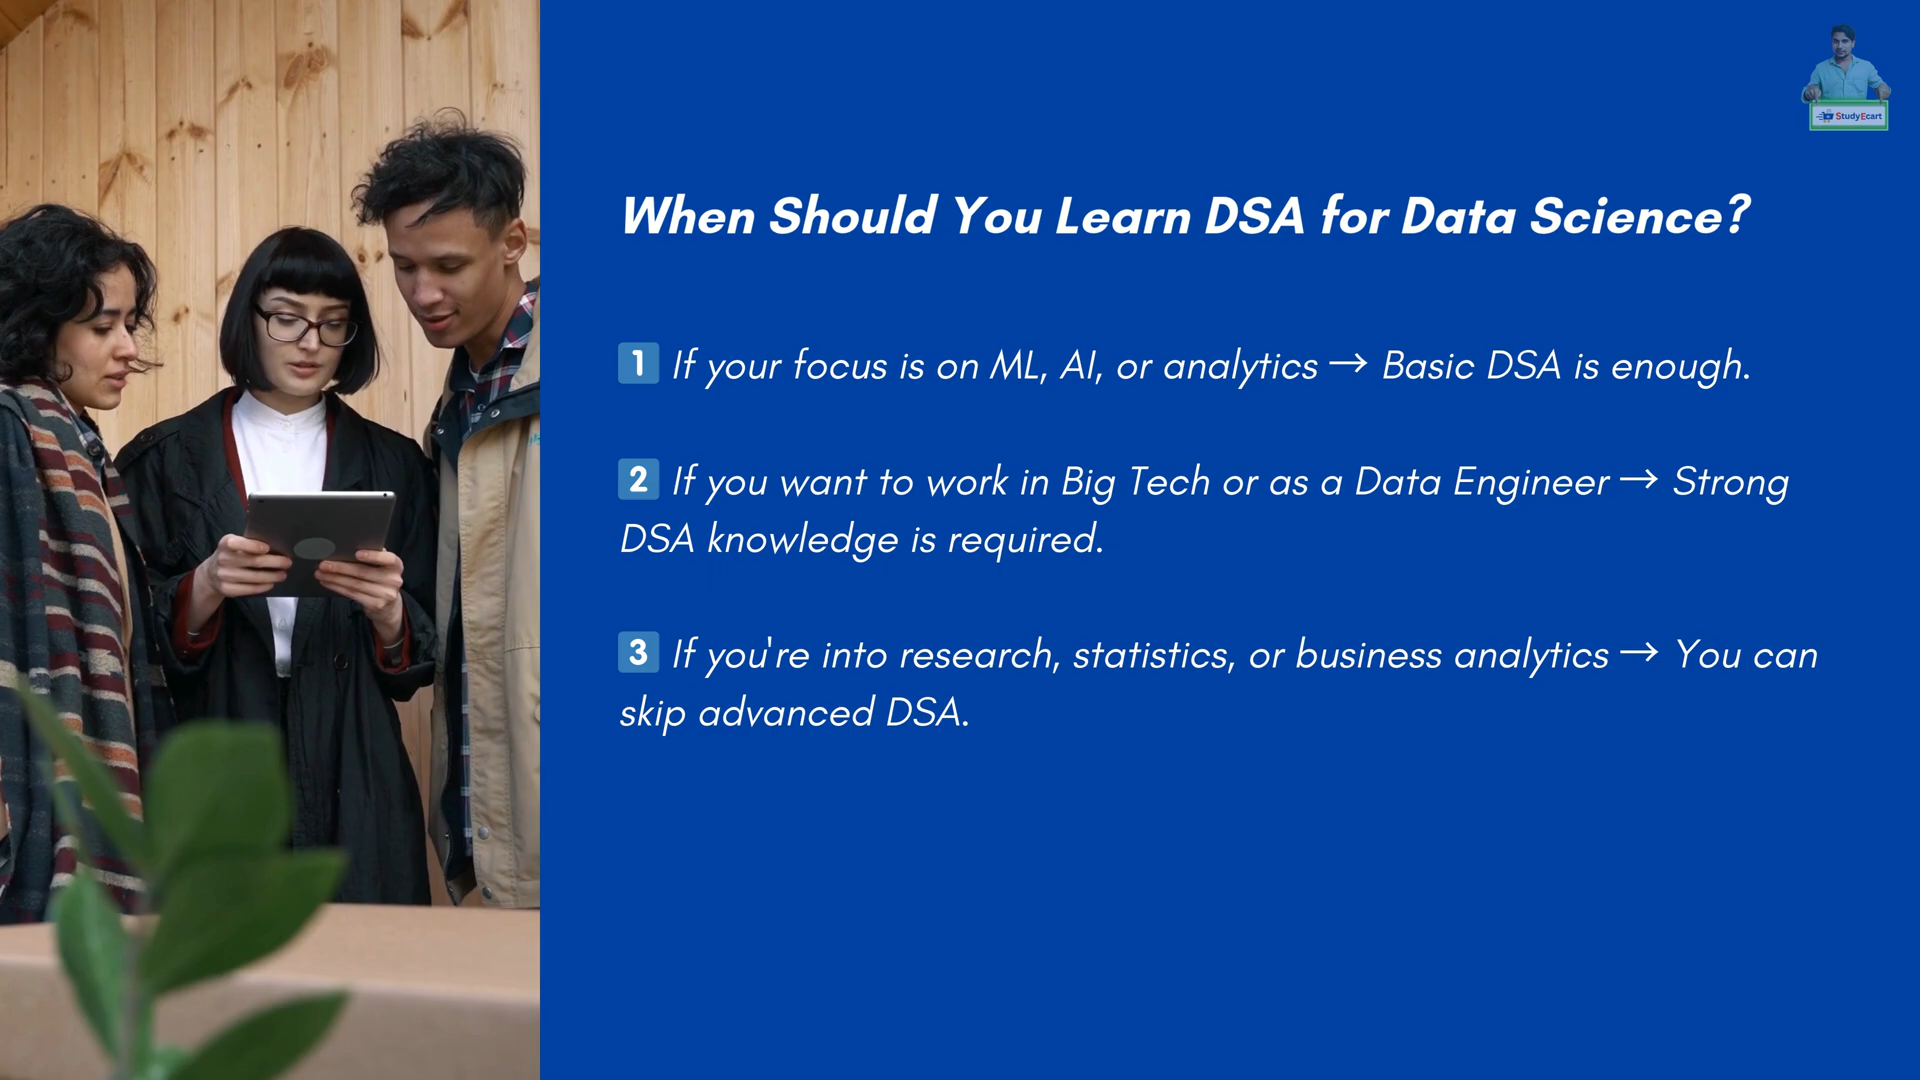 StudyEcart
When Should You Learn DSA for Data Science?
1 If your focus is on ML, AI, or analytics → Basic DSA is enough.
2 If you want to work in Big Tech or as a Data Engineer → Strong
DSA knowledge is required.
3 If you're into research, statistics, or business analytics → You can
skip advanced DSA.